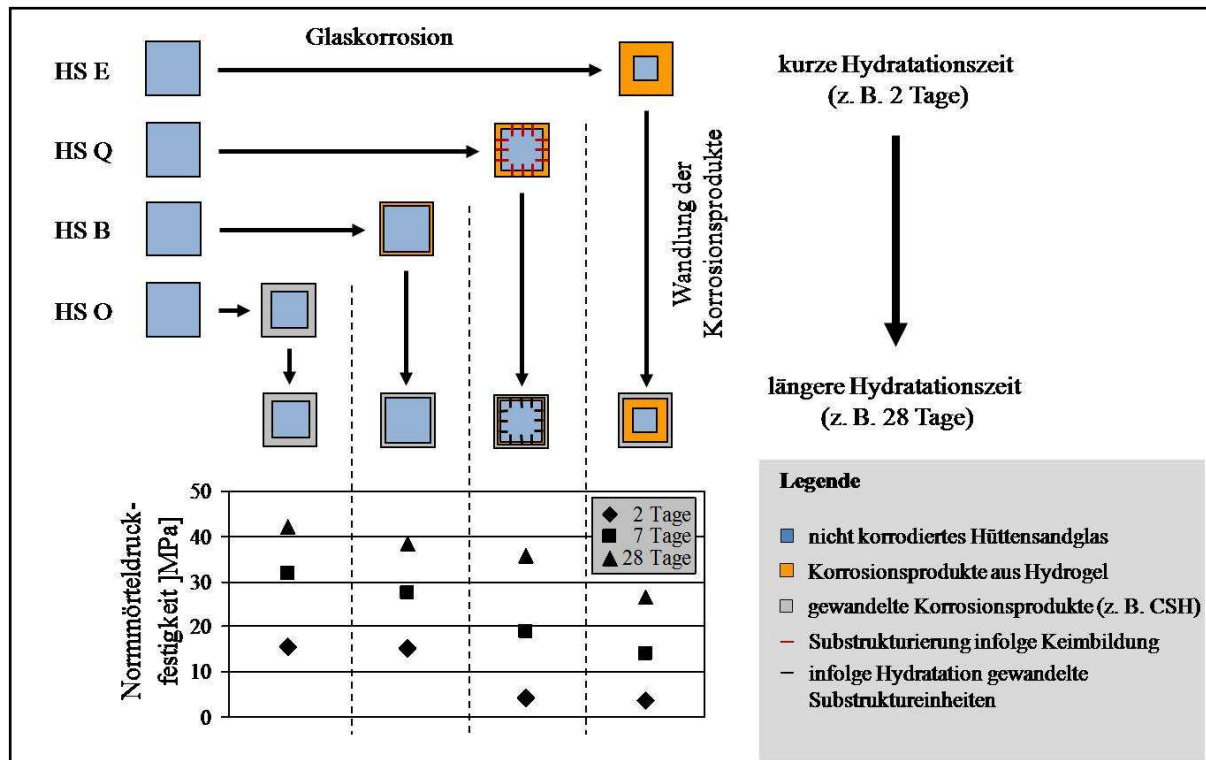 Glaskorrosion
HS E
HS Q
HS B
HS O
kurze Hydratationszeit
(z. B. 2 Tage)
Wandlung der
Korrosionsprodukte
längere Hydratationszeit
(z. B. 28 Tage)
Normmörteldruck-
festigkeit ]MPa]
50
40
30
20
10
0
2 Tage
7 Tage
28 Tage
Legende
nicht korrodiertes Hüttensandglas
Korrosionsprodukte aus Hydrogel
gewandelte Korrosionsprodukte (z. B. CSH)
Substrukturierung infolge Keimbildung
infolge Hydratation gewandelte
Substruktureinheiten